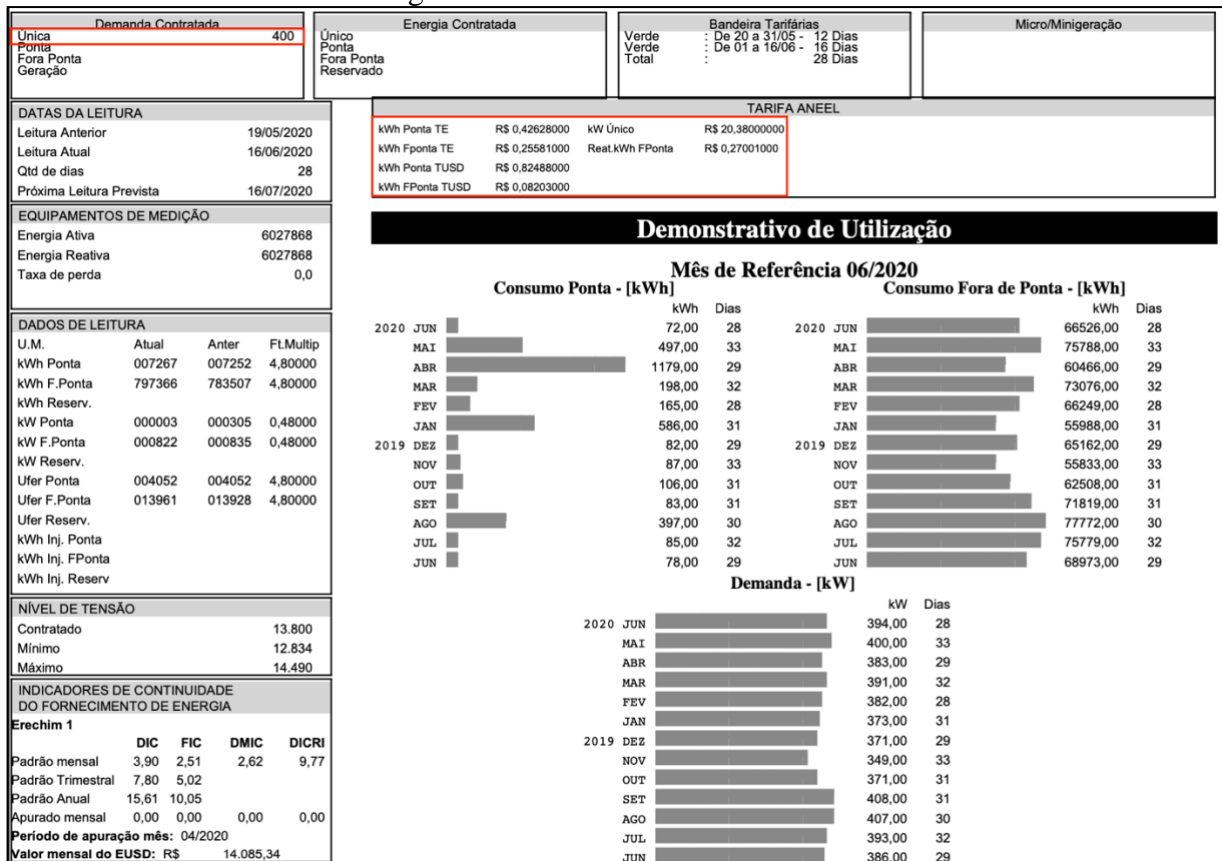 Demanda Contratada
Única 400
Ponta
Fora Ponta
Geração
Energia Contratada
Único
Ponta
Fora Ponta
Reservado
Bandeira Tarifárias
Verde : De 20 a 31/05 - 12 Dias
Verde : De 01 a 16/06 - 16 Dias
Total : 28 Dias
Micro/Minigeração
DATAS DA LEITURA
Leitura Anterior 19/05/2020
Leitura Atual 16/06/2020
Qtd de dias 28
Próxima Leitura Prevista 16/07/2020
TARIFA ANEEL
kWh Ponta TE R$ 0,42628000 kW Único R$ 20,38000000
kWh Fponta TE R$ 0,25581000 Reat.kWh FPonta R$ 0,27001000
kWh Ponta TUSD R$ 0,82488000
kWh FPonta TUSD R$ 0,08203000
EQUIPAMENTOS DE MEDIÇÃO
Energia Ativa 6027868
Energia Reativa 6027868
Taxa de perda 0,0
DADOS DE LEITURA
U.M. Atual Anter Ft.Multip
kWh Ponta 007267 007252 4,80000
kWh F.Ponta 797366 783507 4,80000
kWh Reserv.
kW Ponta 000003 000305 0,48000
kW F.Ponta 000822 000835 0,48000
kW Reserv.
Ufer Ponta 004052 004052 4,80000
Ufer F.Ponta 013961 013928 4,80000
Ufer Reserv.
kWh Inj. Ponta
kWh Inj. FPonta
kWh Inj. Reserv
NÍVEL DE TENSÃO
Contratado 13.800
Mínimo 12.834
Máximo 14.490
INDICADORES DE CONTINUIDADE
DO FORNECIMENTO DE ENERGIA
Erechim 1
DIC FIC DMIC DICRI
Padrão mensal 3,90 2,51 2,62 9,77
Padrão Trimestral 7,80 5,02
Padrão Anual 15,61 10,05
Apurado mensal 0,00 0,00 0,00 0,00
Período de apuração mês: 04/2020
Valor mensal do EUSD: R$ 14.085,34
Demonstrativo de Utilização
Mês de Referência 06/2020
Consumo Ponta - [kWh]
kWh Dias
2020 JUN 72,00 28
MAI 497,00 33
ABR 1179,00 29
MAR 198,00 32
FEV 165,00 28
JAN 586,00 31
2019 DEZ 82,00 29
NOV 87,00 33
OUT 106,00 31
SET 83,00 31
AGO 397,00 30
JUL 85,00 32
JUN 78,00 29
Consumo Fora de Ponta - [kWh]
kWh Dias
2020 JUN 66526,00 28
MAI 75788,00 33
ABR 60466,00 29
MAR 73076,00 32
FEV 66249,00 28
JAN 55988,00 31
2019 DEZ 65162,00 29
NOV 55833,00 33
OUT 62508,00 31
SET 71819,00 31
AGO 77772,00 30
JUL 75779,00 32
JUN 68973,00 29
Demanda - [kW]
kW Dias
2020 JUN 394,00 28
MAI 400,00 33
ABR 383,00 29
MAR 391,00 32
FEV 382,00 28
JAN 373,00 31
2019 DEZ 371,00 29
NOV 349,00 33
OUT 371,00 31
SET 408,00 31
AGO 407,00 30
JUL 393,00 32
JUN 386,00 29